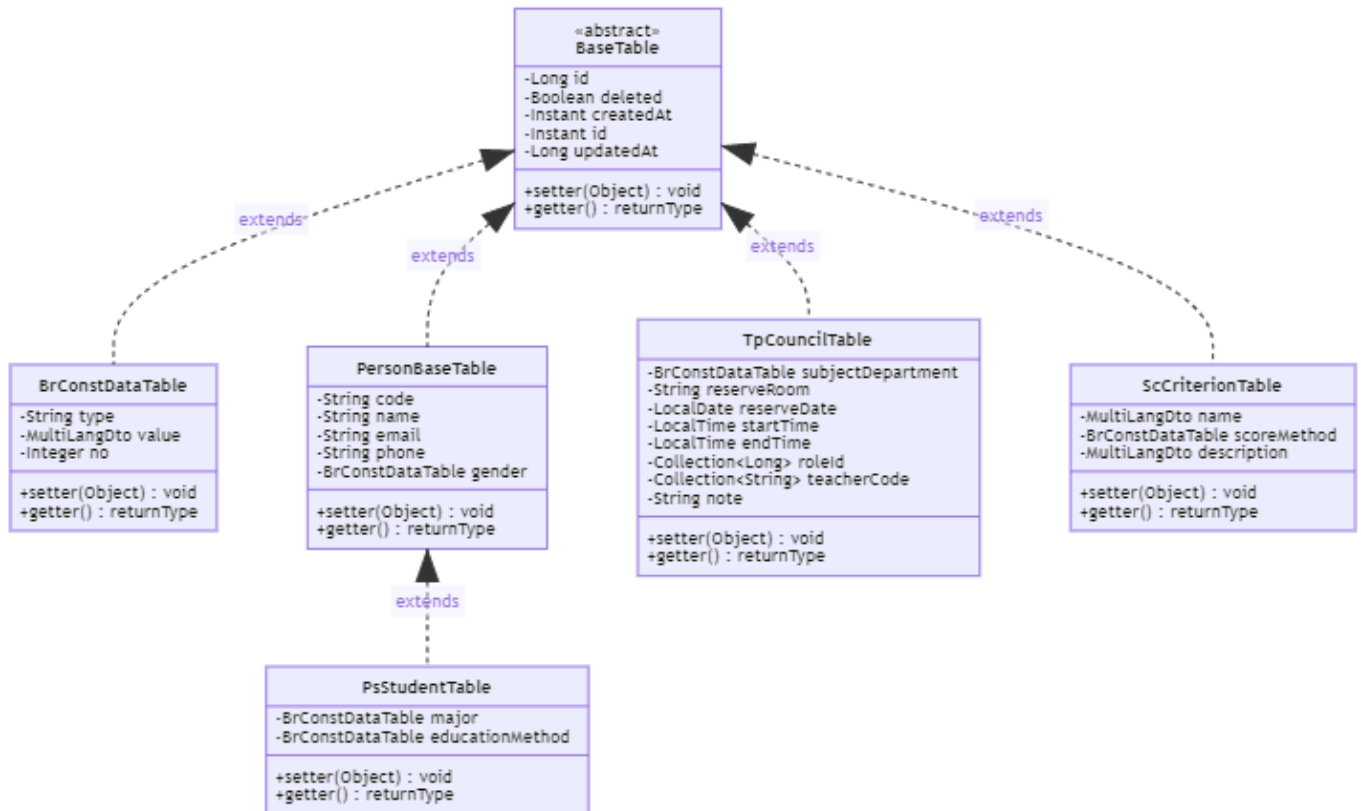 «abstract»
BaseTable
-Long id
-Boolean deleted
-Instant createdAt
-Instant id
-Long updatedAt
+setter(Object) : void
+getter() : returnType
extends
extends
extends
extends
BrConstDataTable
-String type
-MultiLangDto value
-Integer no
+setter(Object) : void
+getter() : returnType
PersonBaseTable
-String code
-String name
-String email
-String phone
-BrConstDataTable gender
+setter(Object) : void
+getter() : returnType
TpCouncilTable
-BrConstDataTable subjectDepartment
-String reserveRoom
-LocalDate reserveDate
-LocalTime startTime
-LocalTime endTime
-Collection<Long> roleId
-Collection<String> teacherCode
-String note
+setter(Object) : void
+getter() : returnType
ScCriterionTable
-MultiLangDto name
-BrConstDataTable scoreMethod
-MultiLangDto description
+setter(Object) : void
+getter() : returnType
extends
PsStudentTable
-BrConstDataTable major
-BrConstDataTable educationMethod
+setter(Object) : void
+getter() : returnType